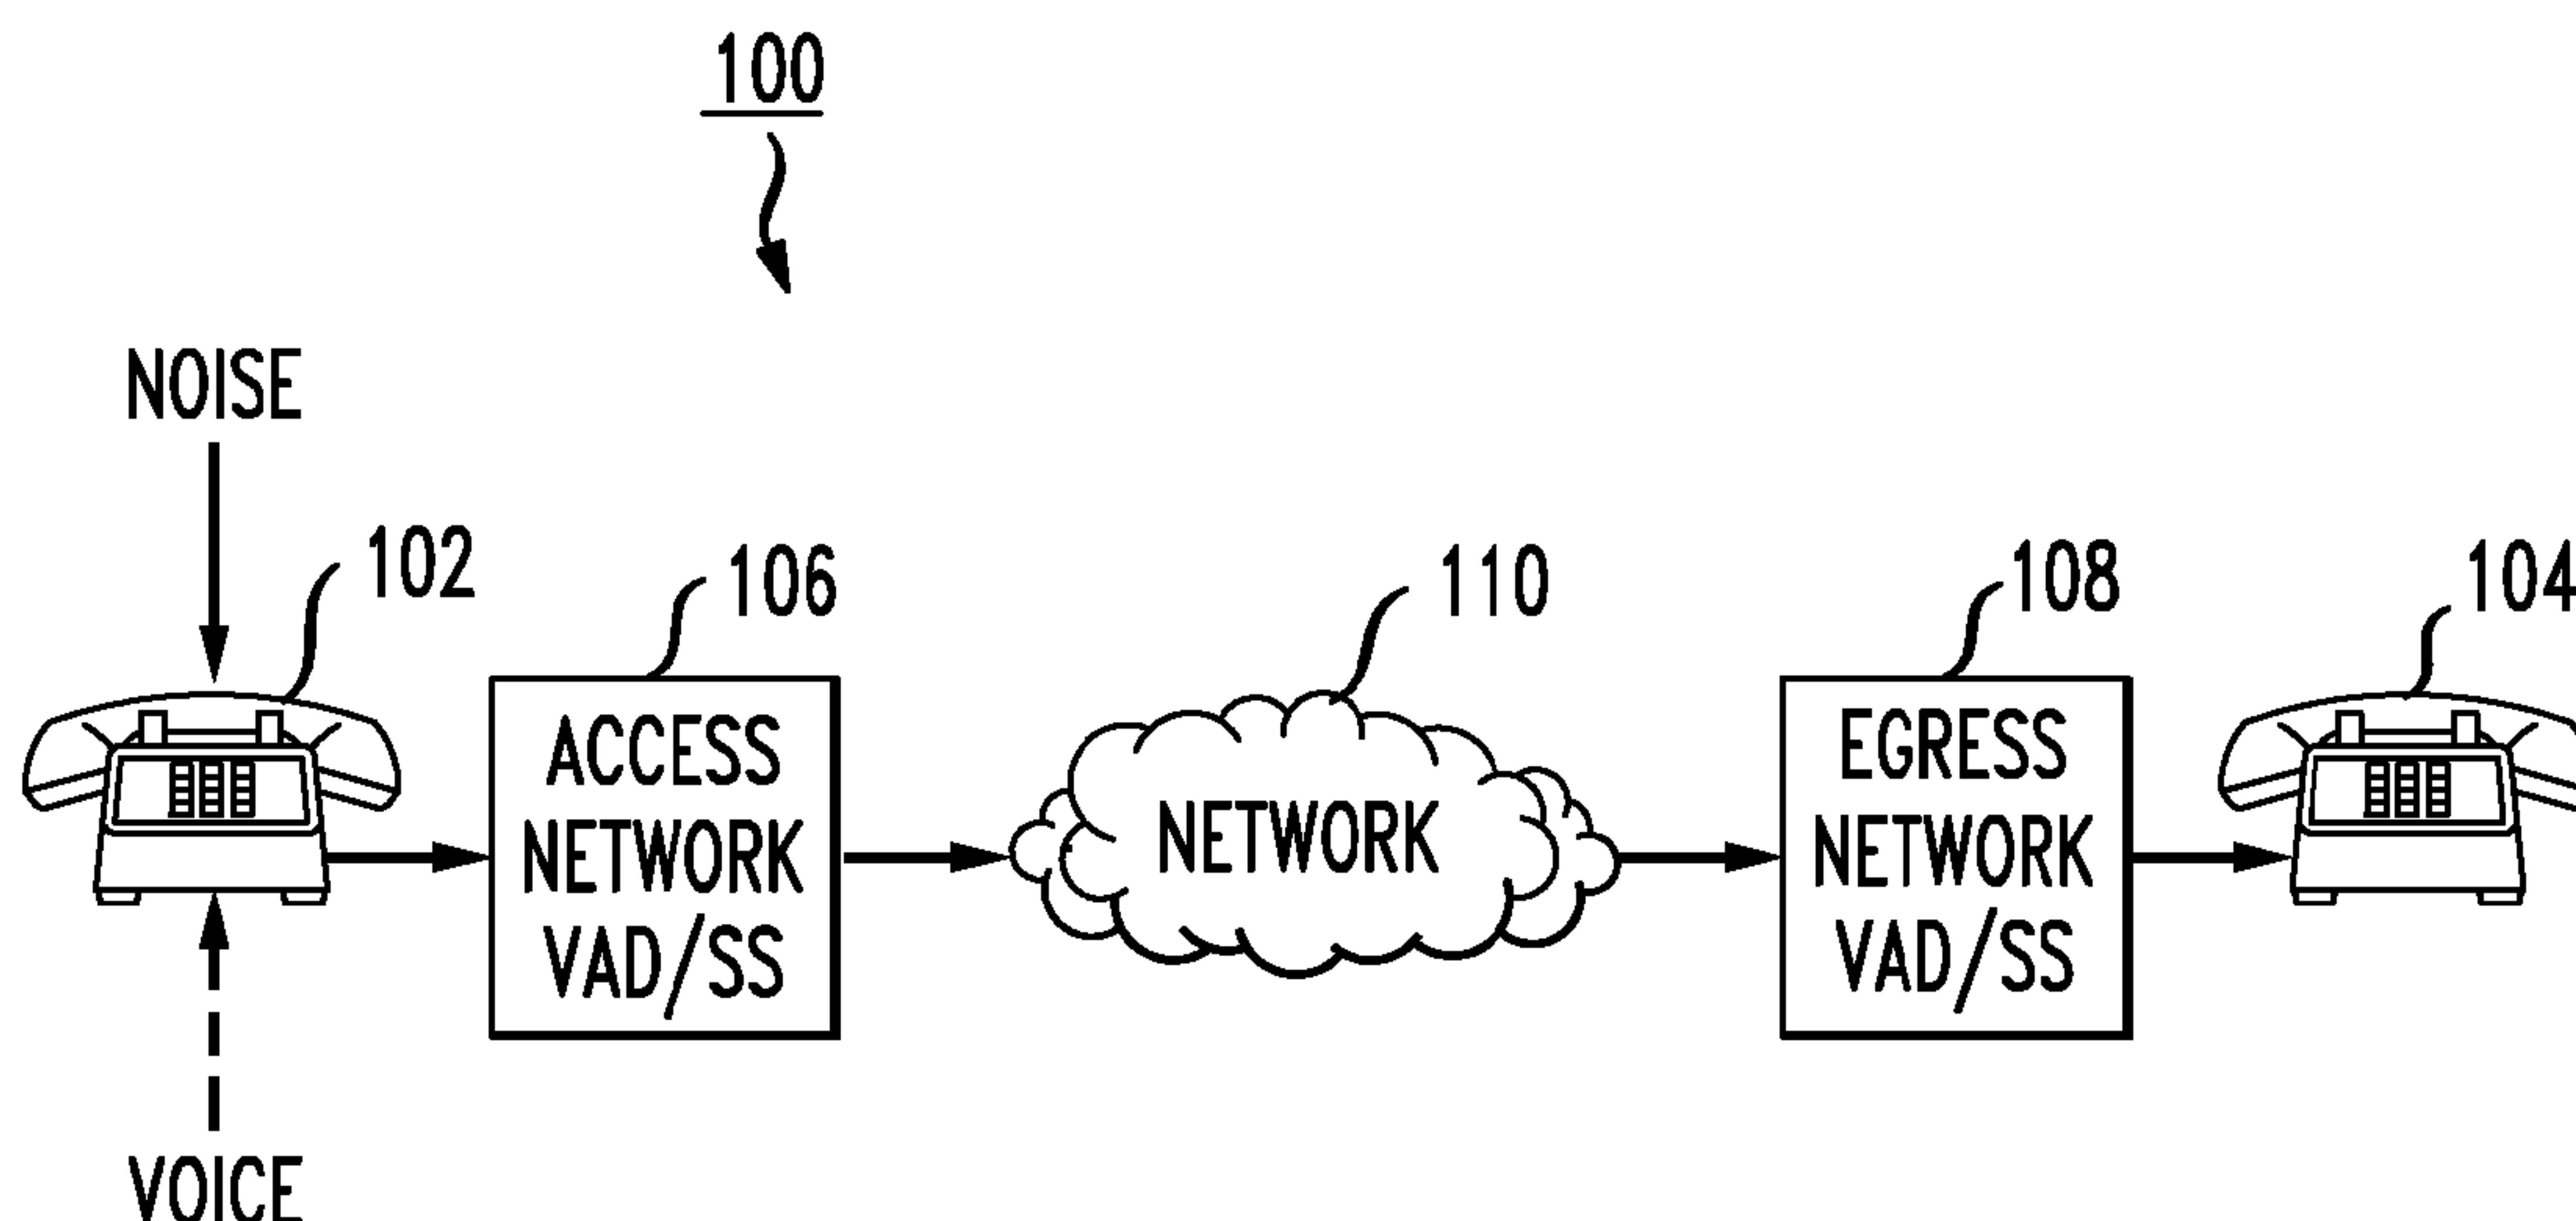 100
NOISE
102
106
110
108
104
ACCESS
NETWORK
VAD/SS
NETWORK
EGRESS
NETWORK
VAD/SS
VOICE